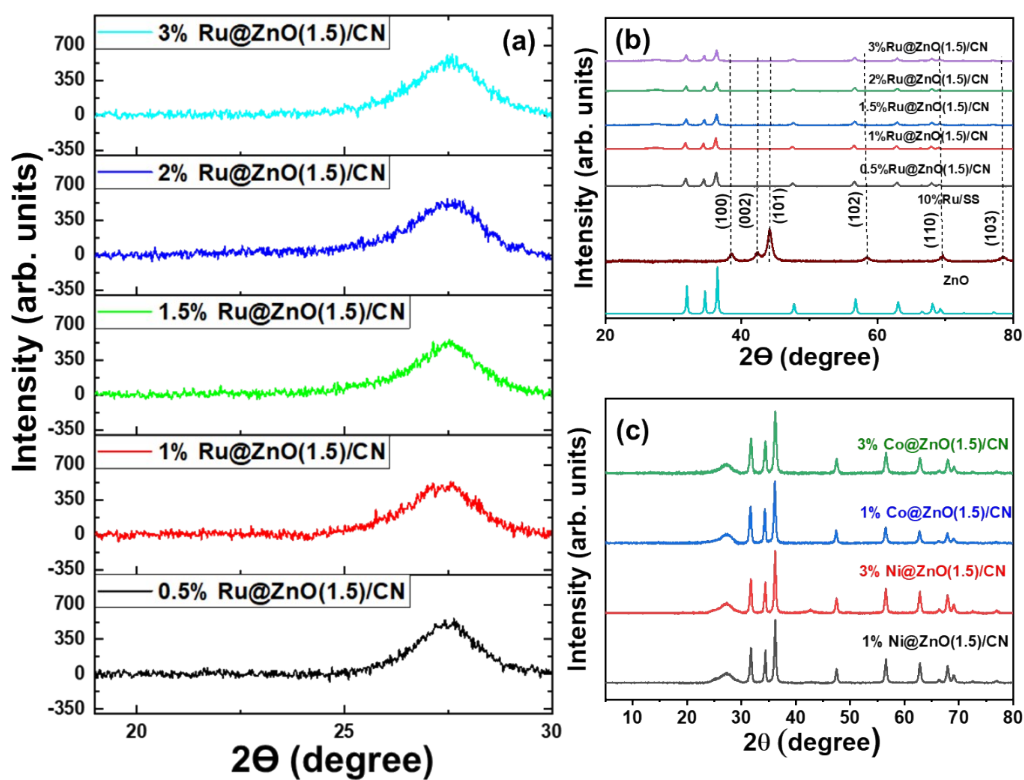 (a)
Intensity (arb. units)
3% Ru@ZnO(1.5)/CN
700
350
0
-350
2% Ru@ZnO(1.5)/CN
700
350
0
-350
1.5% Ru@ZnO(1.5)/CN
700
350
0
-350
1% Ru@ZnO(1.5)/CN
700
350
0
-350
0.5% Ru@ZnO(1.5)/CN
700
350
0
-350
20 25 30
2Θ (degree)
(b)
Intensity (arb. units)
3%Ru@ZnO(1.5)/CN
2%Ru@ZnO(1.5)/CN
1.5%Ru@ZnO(1.5)/CN
1%Ru@ZnO(1.5)/CN
0.5%Ru@ZnO(1.5)/CN
10%Ru/SS
(100) (002) (101) (102) (110) (103)
ZnO
20 40 60 80
2Θ (degree)
(c)
Intensity (arb. units)
3% Co@ZnO(1.5)/CN
1% Co@ZnO(1.5)/CN
3% Ni@ZnO(1.5)/CN
1% Ni@ZnO(1.5)/CN
10 20 30 40 50 60 70 80
2θ (degree)